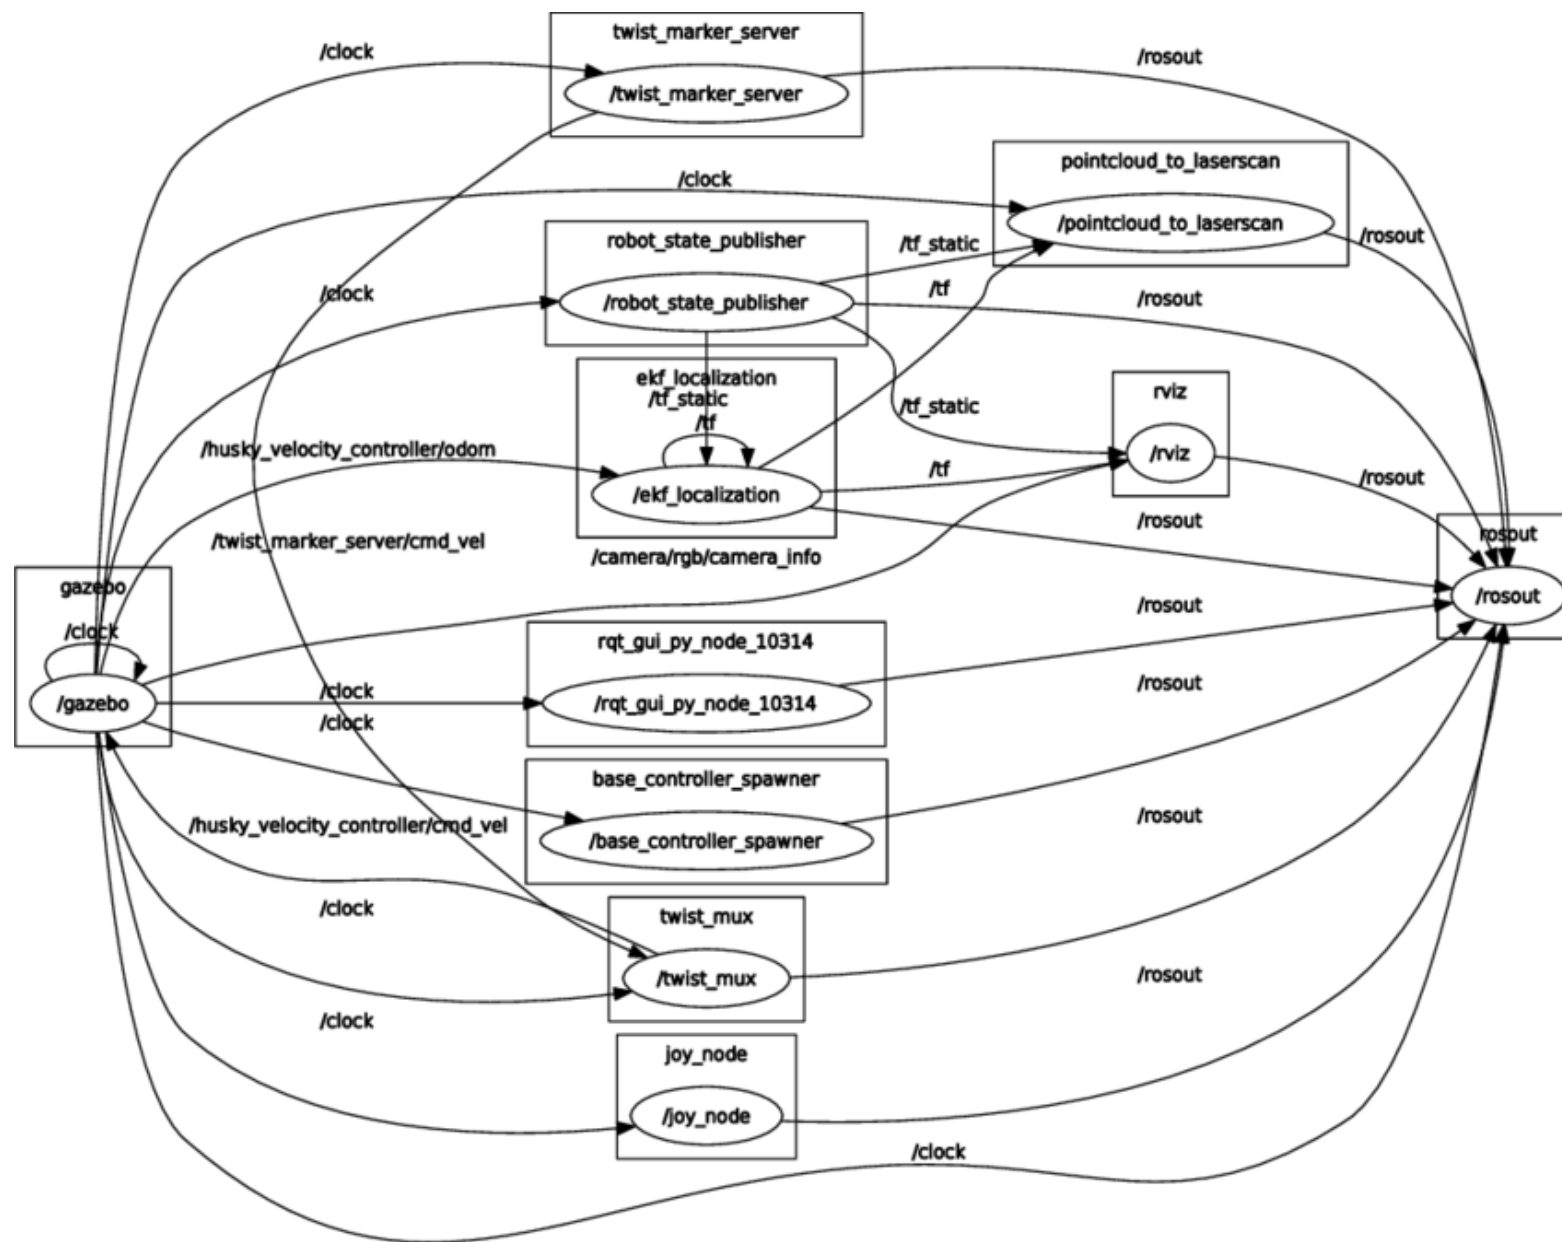 twist_marker_server
/clock
/rosout
/twist_marker_server
pointcloud_to_laserscan
/clock
/pointcloud_to_laserscan
/rosout
robot_state_publisher
/tf_static
/clock
/robot_state_publisher
/tf
/rosout
ekf_localization
/tf_static
/tf
rviz
/tf_static
/rviz
/husky_velocity_controller/odom
/ekf_localization
/tf
/rosout
/rosout
/twist_marker_server/cmd_vel
/camera/rgb/camera_info
rosout
/rosout
gazebo
/clock
/gazebo
/rosout
rqt_gui_py_node_10314
/clock
/rqt_gui_py_node_10314
/rosout
/clock
base_controller_spawner
/husky_velocity_controller/cmd_vel
/base_controller_spawner
/rosout
/clock
twist_mux
/twist_mux
/rosout
/clock
joy_node
/joy_node
/clock